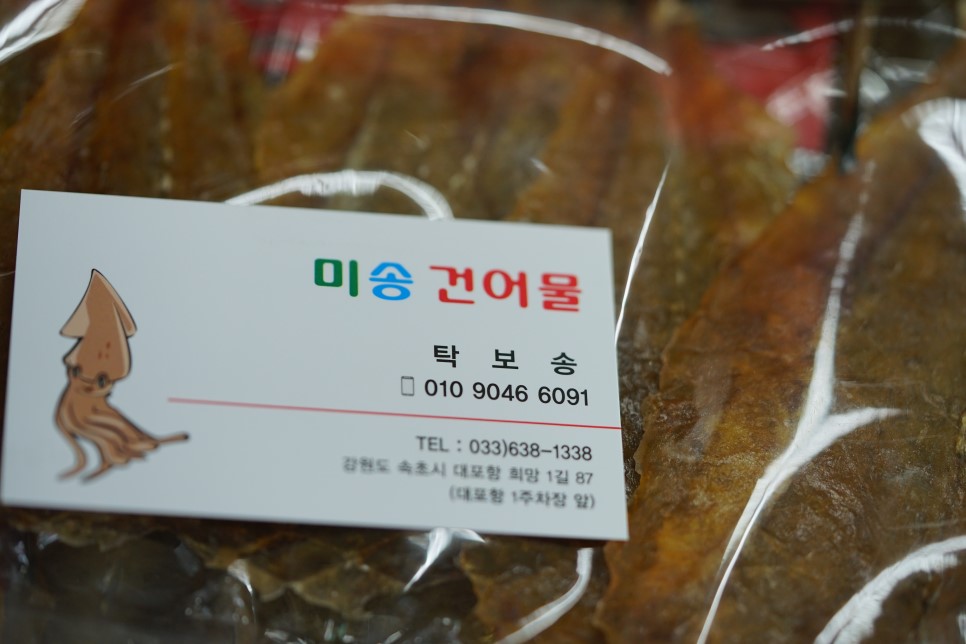 미송 건어물
탁 보 송
010 9046 6091
TEL : 033)638-1338
강원도 속초시 대포항 희망 1길 87
(대포항 1주차장 앞)